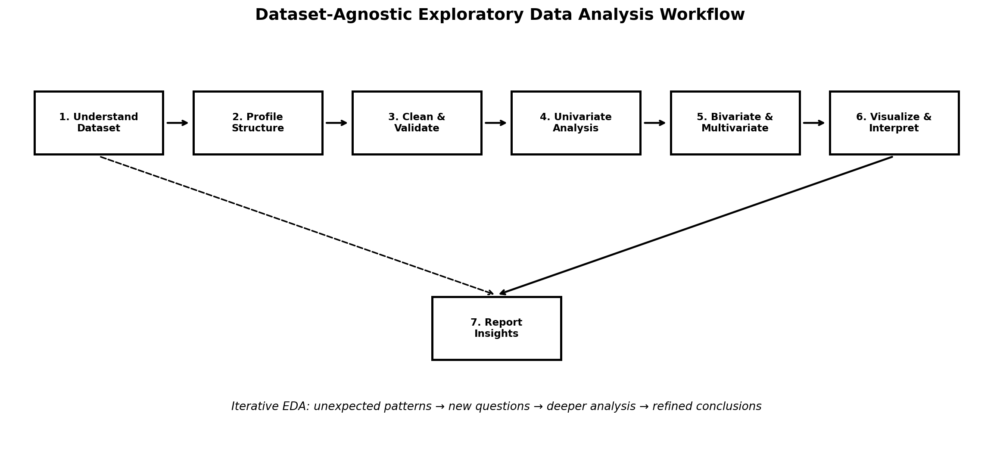 Dataset-Agnostic Exploratory Data Analysis Workflow
1. Understand
Dataset
2. Profile
Structure
3. Clean &
Validate
4. Univariate
Analysis
5. Bivariate &
Multivariate
6. Visualize &
Interpret
7. Report
Insights
Iterative EDA: unexpected patterns → new questions → deeper analysis → refined conclusions